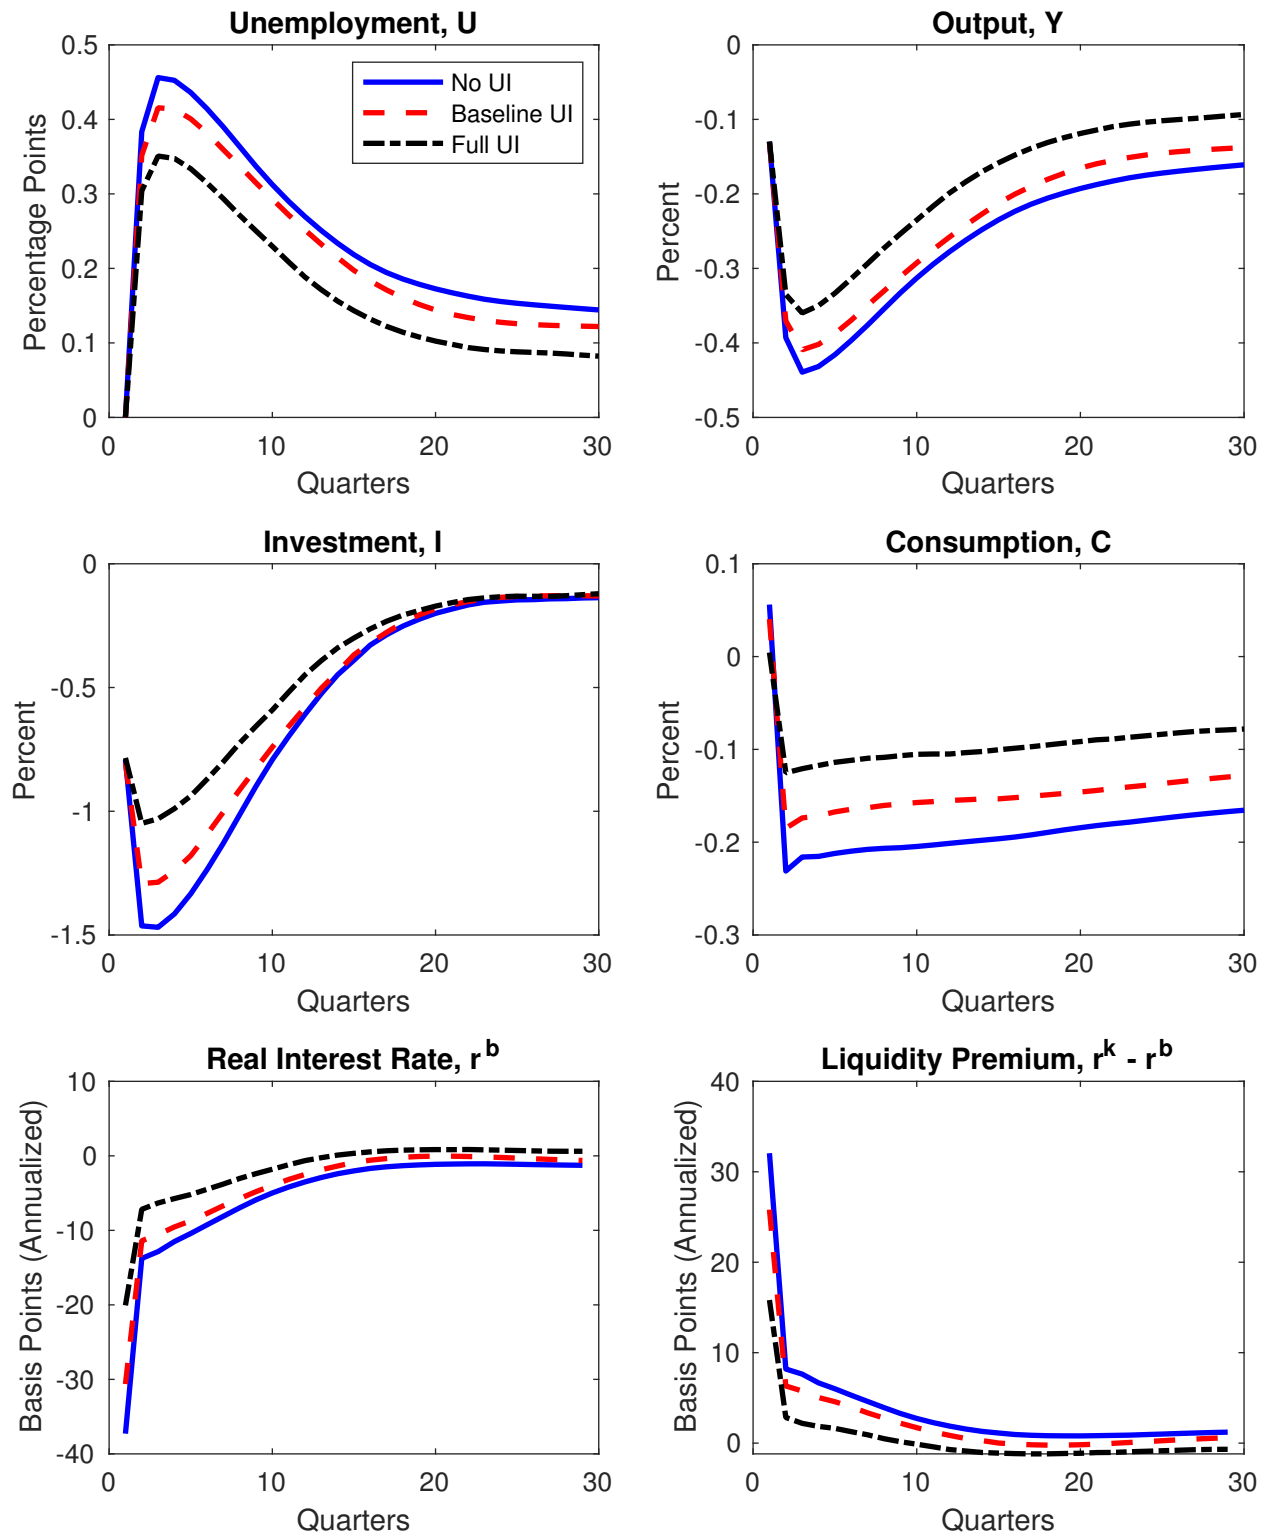 Unemployment, U
Output, Y
0.5
0.4
0.3
0.2
0.1
0
Percentage Points
No UI
Baseline UI
Full UI
0
10
20
30
Quarters
0
-0.1
-0.2
-0.3
-0.4
-0.5
Percent
0
10
20
30
Quarters
Investment, I
Consumption, C
0
-0.5
-1
-1.5
Percent
0
10
20
30
Quarters
0.1
0
-0.1
-0.2
-0.3
Percent
0
10
20
30
Quarters
Real Interest Rate, r^b
Liquidity Premium, r^k - r^b
10
0
-10
-20
-30
-40
Basis Points (Annualized)
0
10
20
30
Quarters
40
30
20
10
0
Basis Points (Annualized)
0
10
20
30
Quarters